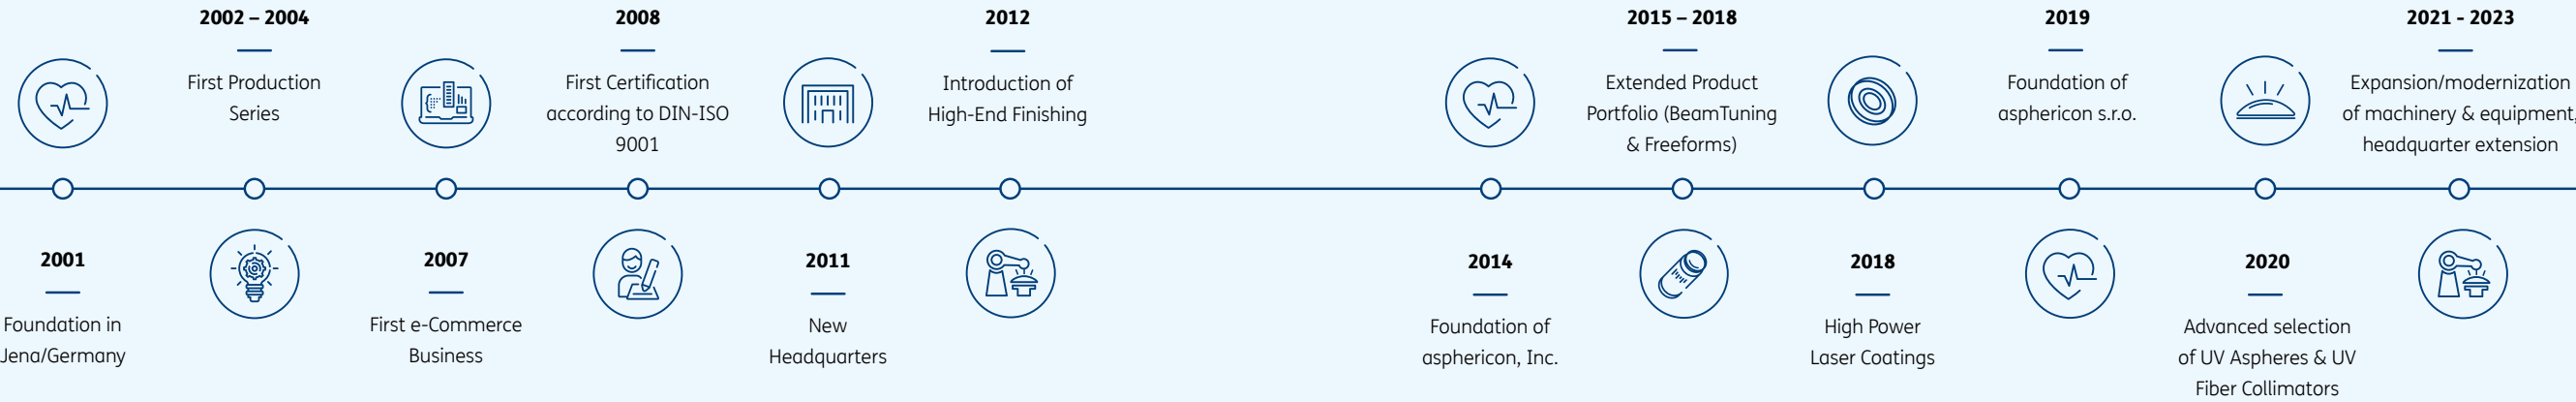 2001
Foundation in
Jena/Germany
2002 – 2004
First Production
Series
2007
First e-Commerce
Business
2008
First Certification
according to DIN-ISO
9001
2011
New
Headquarters
2012
Introduction of
High-End Finishing
2014
Foundation of
asphericon, Inc.
2015 – 2018
Extended Product
Portfolio (BeamTuning
& Freeforms)
2018
High Power
Laser Coatings
2019
Foundation of
asphericon s.r.o.
2020
Advanced selection
of UV Aspheres & UV
Fiber Collimators
2021 - 2023
Expansion/modernization
of machinery & equipment,
headquarter extension